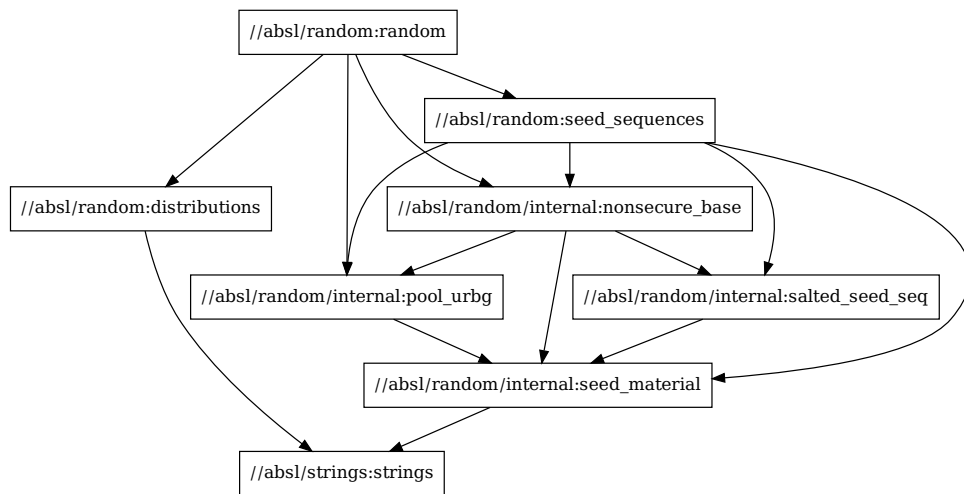 //absl/random:random
//absl/random:seed_sequences
//absl/random:distributions
//absl/random/internal:nonsecure_base
//absl/random/internal:pool_urbg
//absl/random/internal:salted_seed_seq
//absl/random/internal:seed_material
//absl/strings:strings